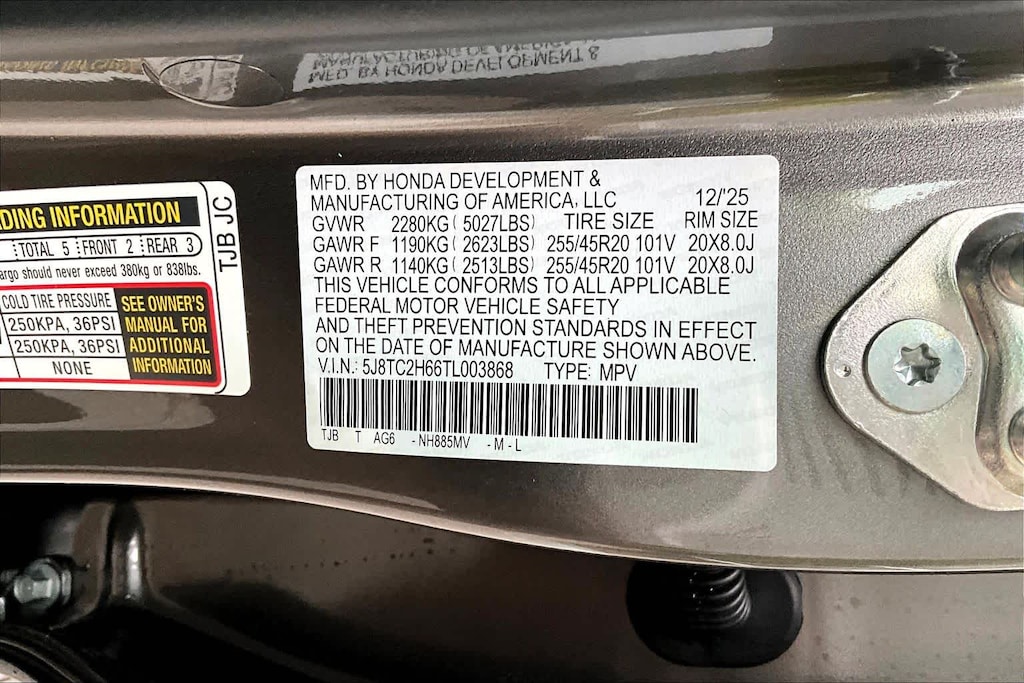 MFD. BY HONDA DEVELOPMENT &
MANUFACTURING OF AMERICA, LLC 12/'25
GVWR 2280KG ( 5027LBS) TIRE SIZE RIM SIZE
GAWR F 1190KG ( 2623LBS) 255/45R20 101V 20X8.0J
GAWR R 1140KG ( 2513LBS) 255/45R20 101V 20X8.0J
THIS VEHICLE CONFORMS TO ALL APPLICABLE
FEDERAL MOTOR VEHICLE SAFETY
AND THEFT PREVENTION STANDARDS IN EFFECT
ON THE DATE OF MANUFACTURE SHOWN ABOVE.
V.I.N.: 5J8TC2H66TL003868 TYPE: MPV
TJB T AG6 - NH885MV - M - L
DING INFORMATION
TOTAL 5 FRONT 2 REAR 3
argo should never exceed 380kg or 838lbs.
COLD TIRE PRESSURE
250KPA, 36PSI
250KPA, 36PSI
NONE
SEE OWNER'S
MANUAL FOR
ADDITIONAL
INFORMATION
TJB JC
MFD. BY HONDA DEVELOPMENT &
MANUFACTURING OF AMERICA